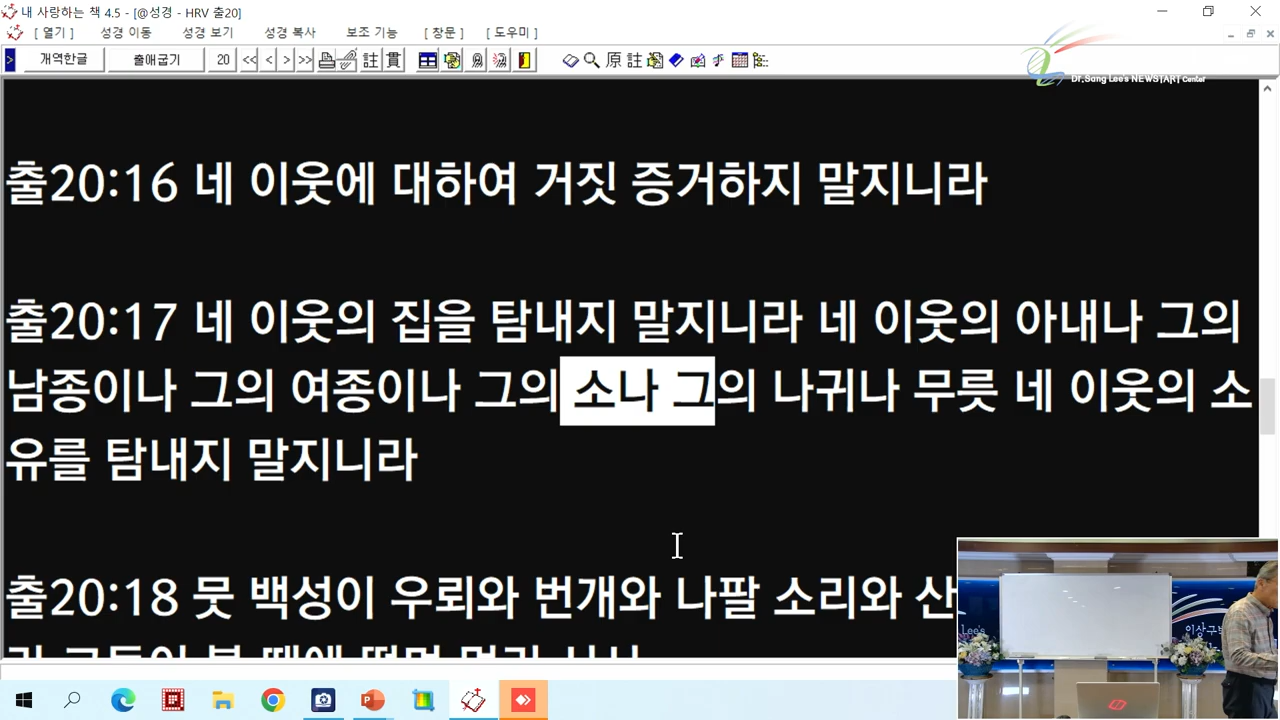 내 사랑하는 책 4.5 - [@성경 - HRV 출20]
[ 열기 ] 성경 이동 성경 보기 성경 복사 보조 기능 [ 창문 ] [ 도우미 ]
개역한글 출애굽기 20 << < > >> 註 貫 原 註
Dr.Sang Lee's NEWSTART Center
출20:16 네 이웃에 대하여 거짓 증거하지 말지니라
출20:17 네 이웃의 집을 탐내지 말지니라 네 이웃의 아내나 그의
남종이나 그의 여종이나 그의 소나 그의 나귀나 무릇 네 이웃의 소
유를 탐내지 말지니라
출20:18 뭇 백성이 우뢰와 번개와 나팔 소리와 산
Lee's 이상구